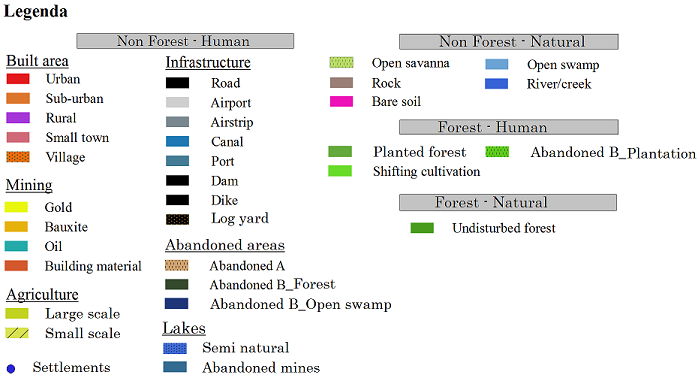 Legenda
Non Forest - Human
Built area
Urban
Sub-urban
Rural
Small town
Village
Mining
Gold
Bauxite
Oil
Building material
Agriculture
Large scale
Small scale
Settlements
Infrastructure
Road
Airport
Airstrip
Canal
Port
Dam
Dike
Log yard
Abandoned areas
Abandoned A
Abandoned B_Forest
Abandoned B_Open swamp
Lakes
Semi natural
Abandoned mines
Non Forest - Natural
Open savanna
Rock
Bare soil
Open swamp
River/creek
Forest - Human
Planted forest
Shifting cultivation
Abandoned B_Plantation
Forest - Natural
Undisturbed forest